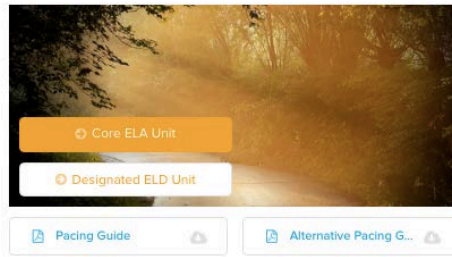 Core ELA Unit
Designated ELD Unit
Pacing Guide
Alternative Pacing G...